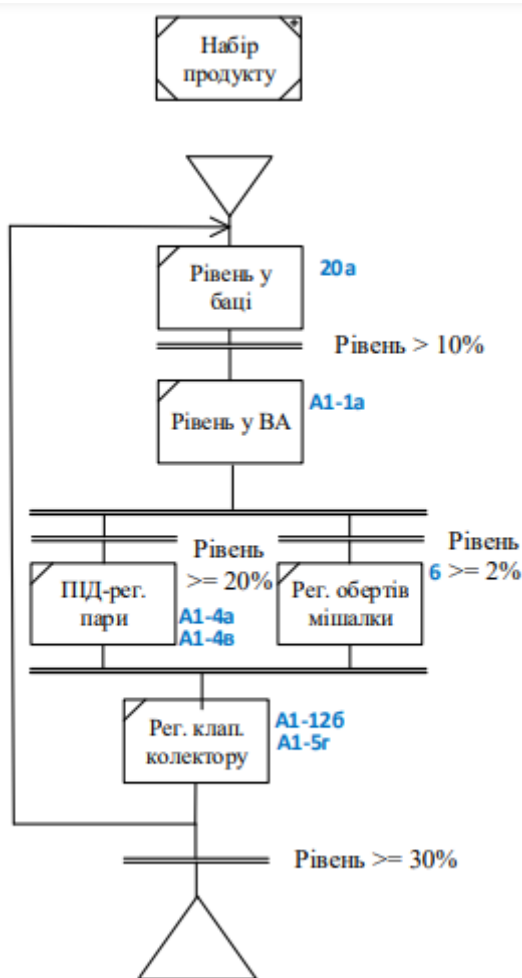 Набір
продукту
Рівень у
баці
20а
Рівень > 10%
Рівень у ВА
А1-1а
ПІД-рег.
пари
Рівень
>= 20%
А1-4а
А1-4в
Рег. обертів
мішалки
6
Рівень
>= 2%
Рег. клап.
колектору
А1-12б
А1-5г
Рівень >= 30%